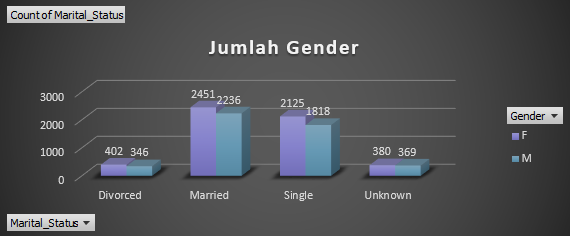 Count of Marital_Status
Jumlah Gender
3000
2000
1000
0
402
346
2451
2236
2125
1818
380
369
Divorced
Married
Single
Unknown
Gender
F
M
Marital_Status